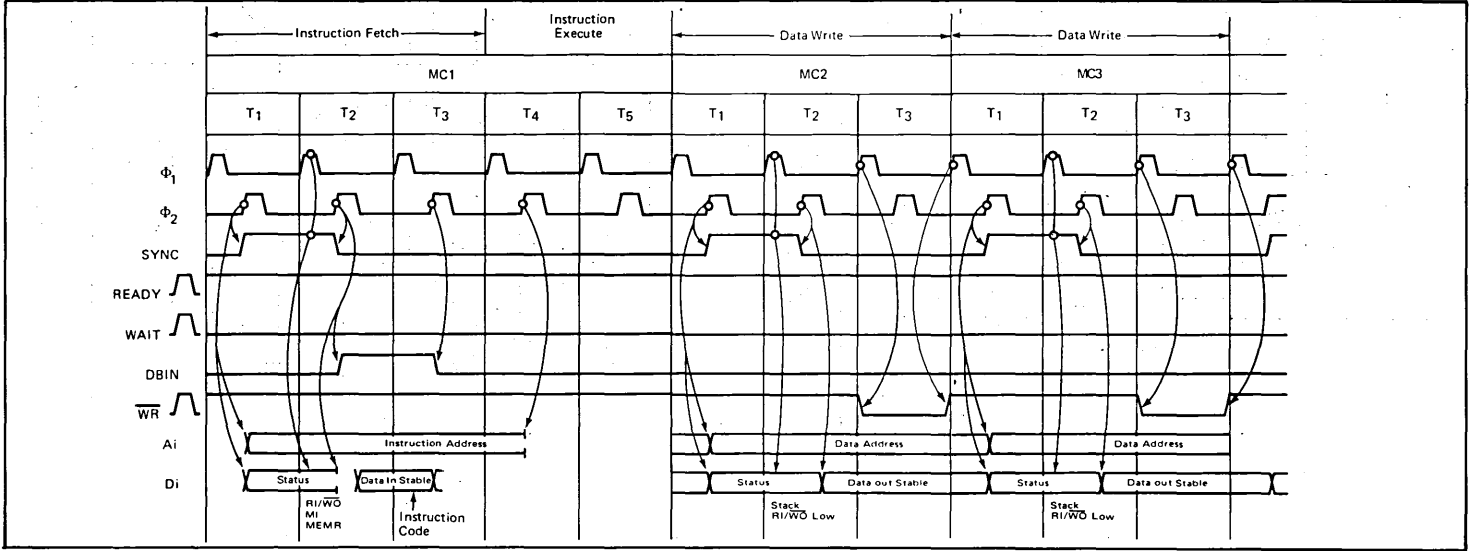 Instruction Fetch
Instruction
Execute
Data Write
Data Write
MC1
MC2
MC3
T1 T2 T3 T4 T5 T1 T2 T3 T1 T2 T3
Φ1
Φ2
SYNC
READY
WAIT
DBIN
WR
Ai
Instruction Address
Data Address
Data Address
Di
Status
Data In Stable
Status
Data out Stable
Status
Data out Stable
RI/WO
MI
MEMR
Instruction
Code
Stack
RI/WO Low
Stack
RI/WO Low